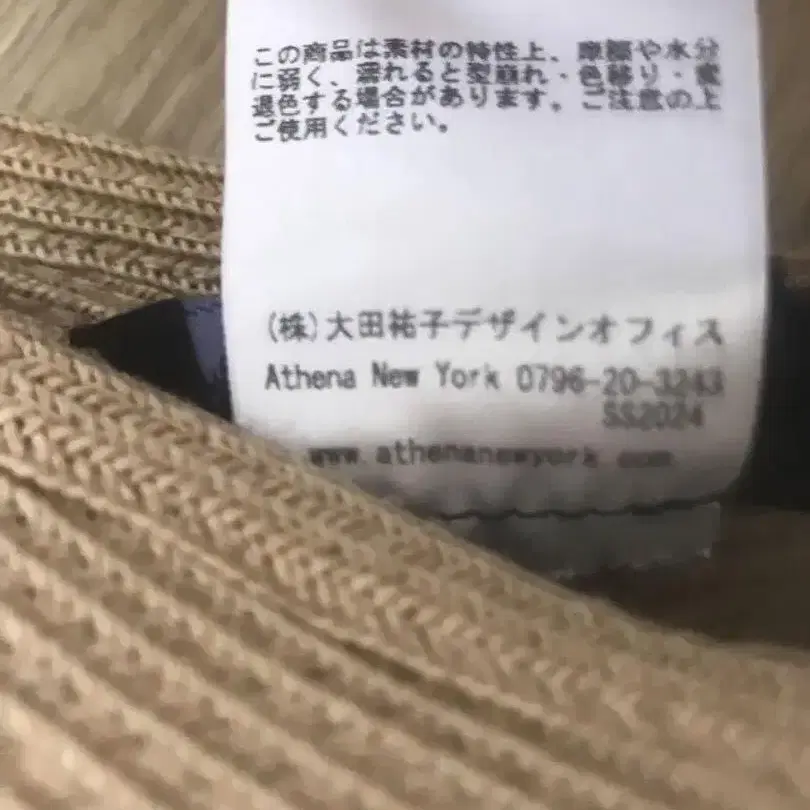 この商品は素材の特性上、摩擦や水分
に弱く、濡れると型崩れ・色移り・変
退色する場合があります。ご注意の上
ご使用ください。
(株)大田祐子デザインオフィス
Athena New York 0796-20-3243
SS2024
www.athenanewyork.com